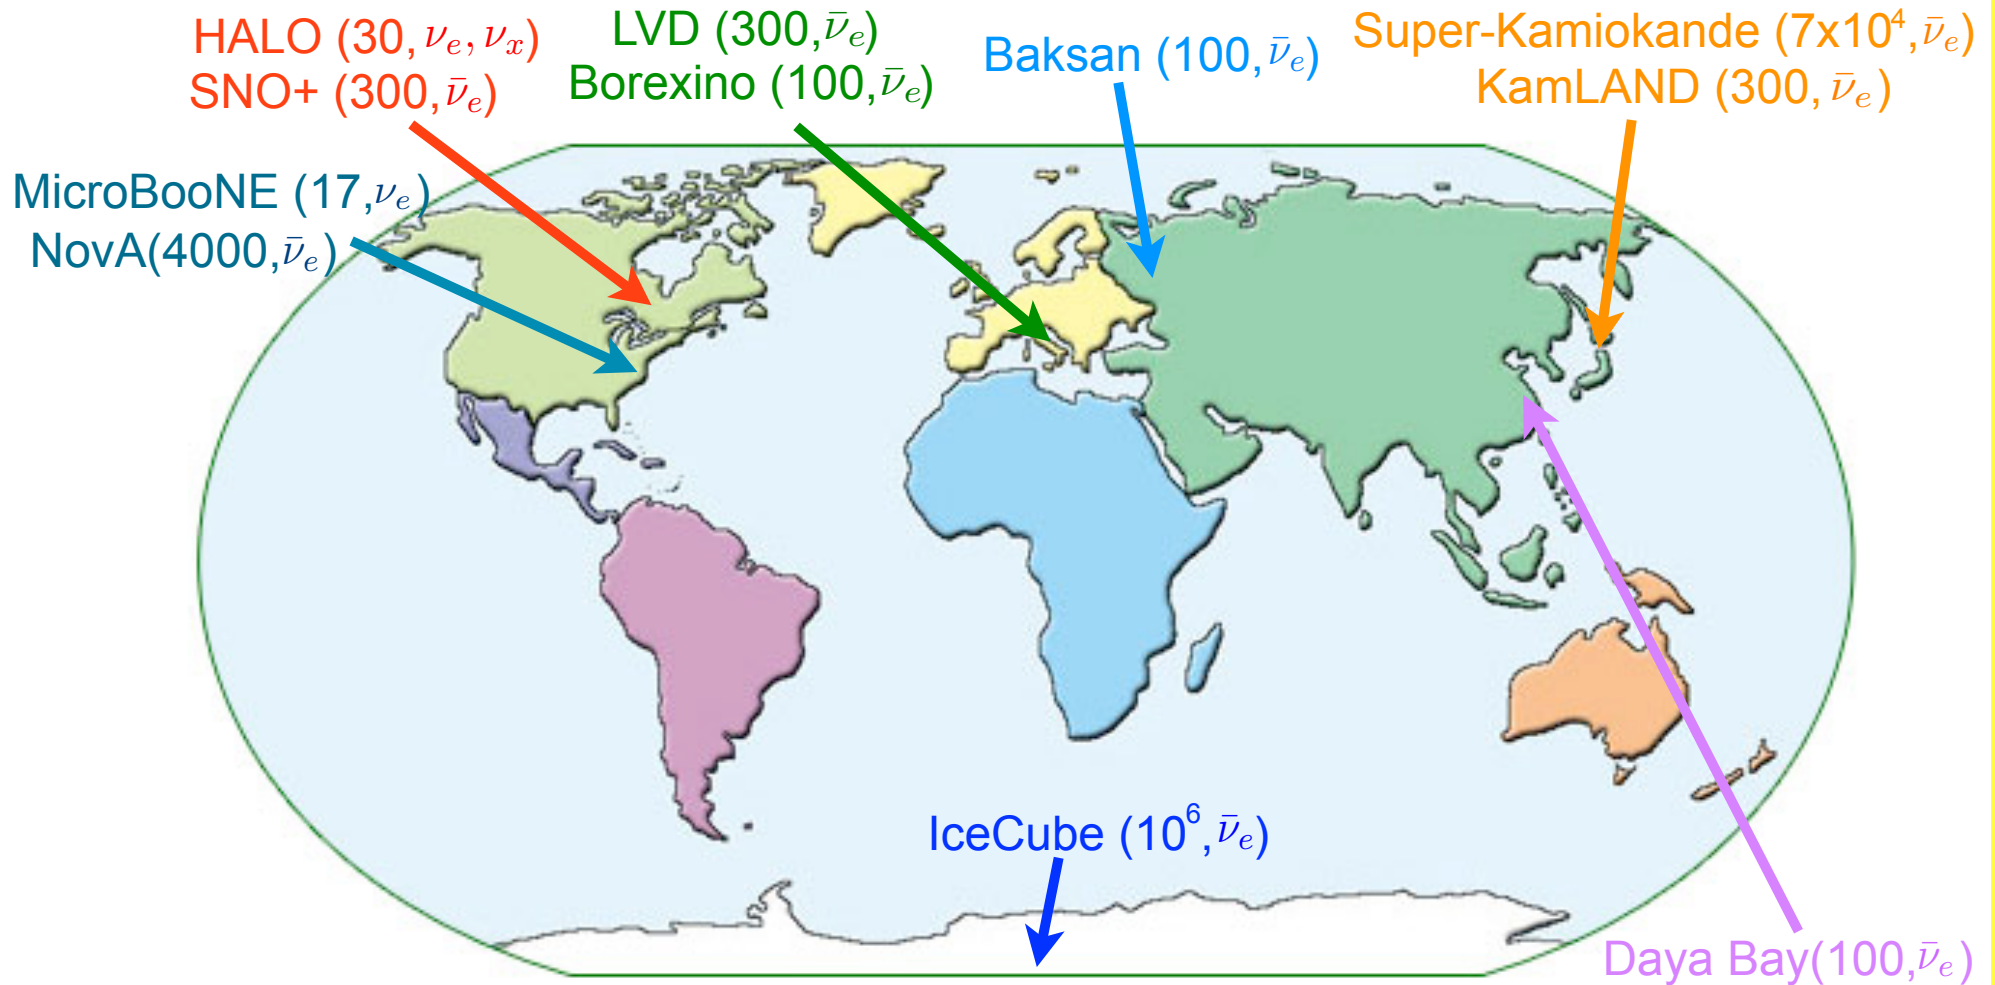 HALO (30, νₑ, νₓ)
SNO+ (300, ν̄ₑ)
LVD (300, ν̄ₑ)
Borexino (100, ν̄ₑ)
Baksan (100, ν̄ₑ)
Super-Kamiokande (7x10⁴, ν̄ₑ)
KamLAND (300, ν̄ₑ)
MicroBooNE (17, νₑ)
NovA(4000, ν̄ₑ)
IceCube (10⁶, ν̄ₑ)
Daya Bay(100, ν̄ₑ)